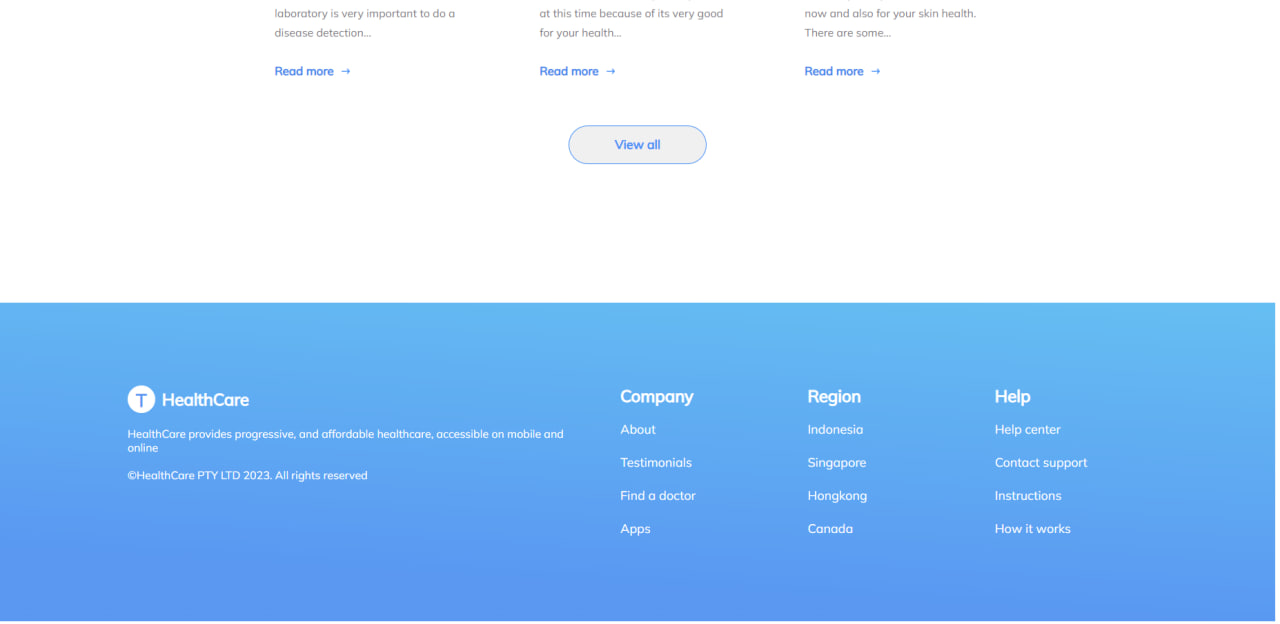 laboratory is very important to do a
disease detection...
Read more →
at this time because of its very good
for your health...
Read more →
now and also for your skin health.
There are some...
Read more →
View all
T HealthCare
HealthCare provides progressive, and affordable healthcare, accessible on mobile and
online
©HealthCare PTY LTD 2023. All rights reserved
Company
About
Testimonials
Find a doctor
Apps
Region
Indonesia
Singapore
Hongkong
Canada
Help
Help center
Contact support
Instructions
How it works